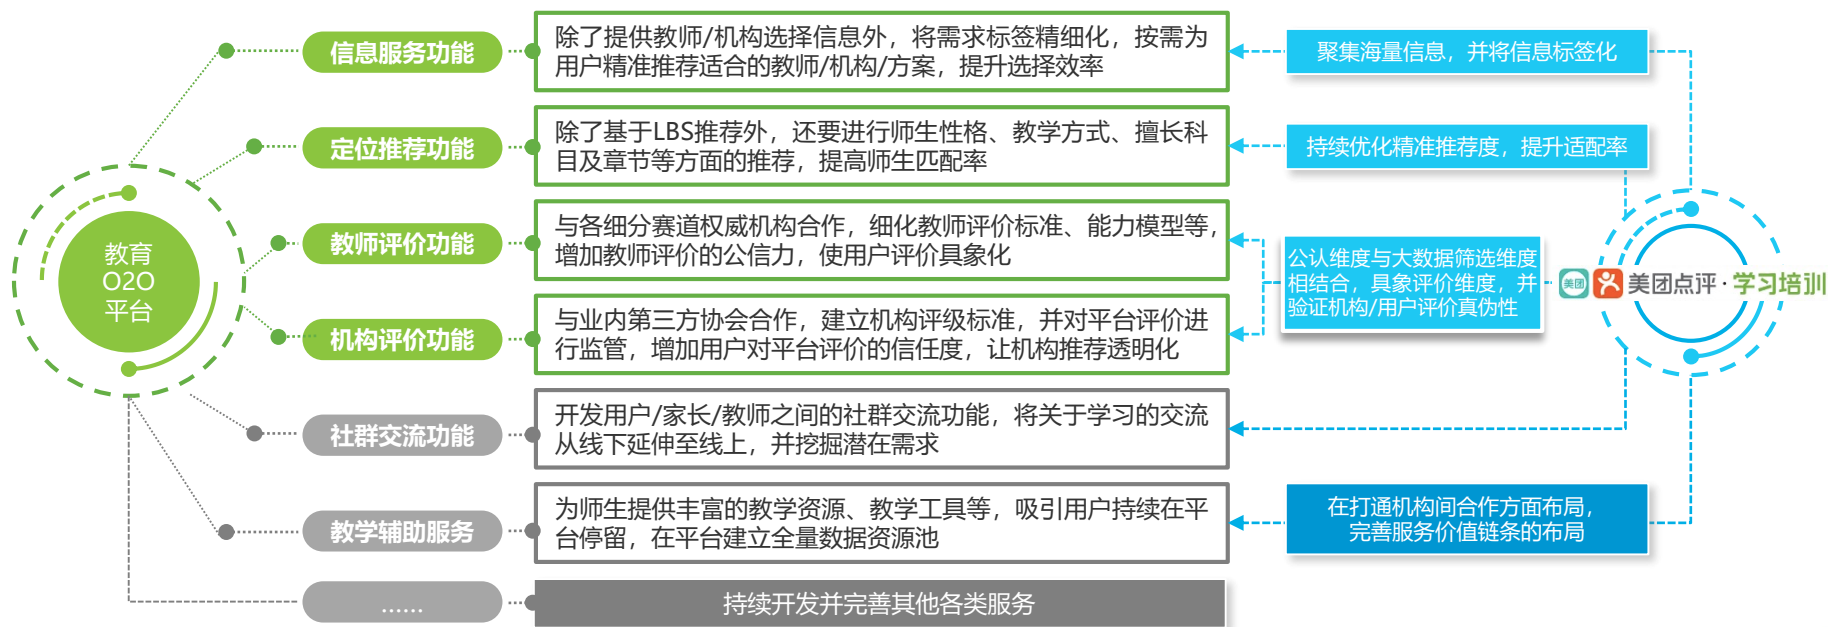 教育
O2O
平台
信息服务功能
除了提供教师/机构选择信息外，将需求标签精细化，按需为
用户精准推荐适合的教师/机构/方案，提升选择效率
聚集海量信息，并将信息标签化
定位推荐功能
除了基于LBS推荐外，还要进行师生性格、教学方式、擅长科
目及章节等方面的推荐，提高师生匹配率
持续优化精准推荐度，提升适配率
教师评价功能
与各细分赛道权威机构合作，细化教师评价标准、能力模型等，
增加教师评价的公信力，使用户评价具象化
机构评价功能
与业内第三方协会合作，建立机构评级标准，并对平台评价进
行监管，增加用户对平台评价的信任度，让机构推荐透明化
公认维度与大数据筛选维度
相结合，具象评价维度，并
验证机构/用户评价真伪性
美团
美团点评·学习培训
社群交流功能
开发用户/家长/教师之间的社群交流功能，将关于学习的交流
从线下延伸至线上，并挖掘潜在需求
教学辅助服务
为师生提供丰富的教学资源、教学工具等，吸引用户持续在平
台停留，在平台建立全量数据资源池
在打通机构间合作方面布局，
完善服务价值链条的布局
......
持续开发并完善其他各类服务